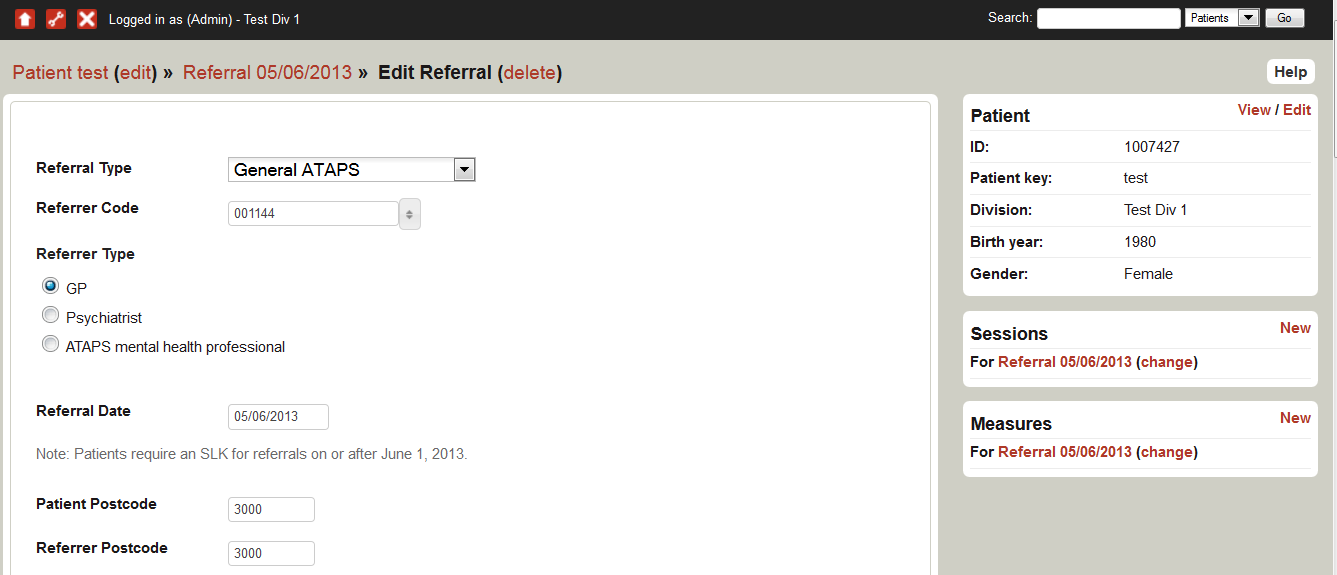 Logged in as (Admin) - Test Div 1
Search: Patients Go
Patient test (edit) » Referral 05/06/2013 » Edit Referral (delete)
Help
Referral Type General ATAPS
Referrer Code 001144
Referrer Type
GP
Psychiatrist
ATAPS mental health professional
Referral Date 05/06/2013
Note: Patients require an SLK for referrals on or after June 1, 2013.
Patient Postcode 3000
Referrer Postcode 3000
Patient View / Edit
ID: 1007427
Patient key: test
Division: Test Div 1
Birth year: 1980
Gender: Female
Sessions New
For Referral 05/06/2013 (change)
Measures New
For Referral 05/06/2013 (change)